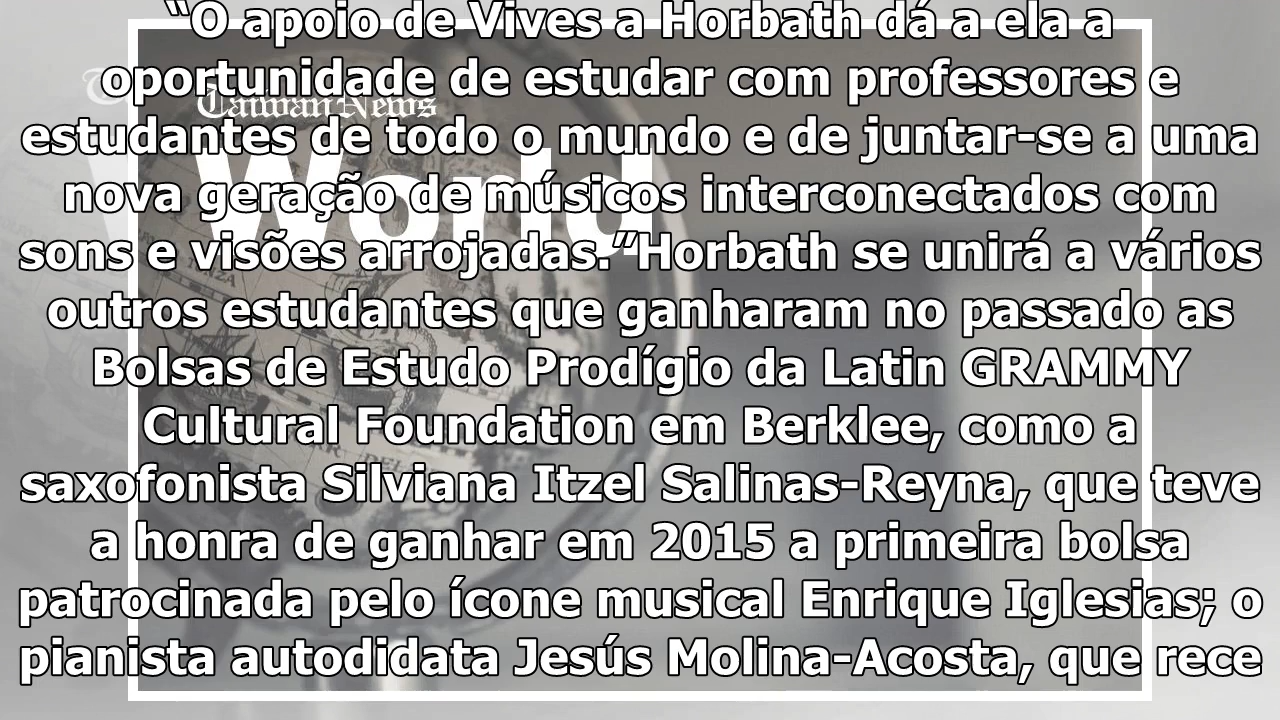 “O apoio de Vives a Horbath dá a ela a
oportunidade de estudar com professores e
Taiwan News
estudantes de todo o mundo e de juntar-se a uma
World
nova geração de músicos interconectados com
sons e visões arrojadas.”Horbath se unirá a vários
outros estudantes que ganharam no passado as
Bolsas de Estudo Prodígio da Latin GRAMMY
Cultural Foundation em Berklee, como a
saxofonista Silviana Itzel Salinas-Reyna, que teve
a honra de ganhar em 2015 a primeira bolsa
patrocinada pelo ícone musical Enrique Iglesias; o
pianista autodidata Jesús Molina-Acosta, que rece